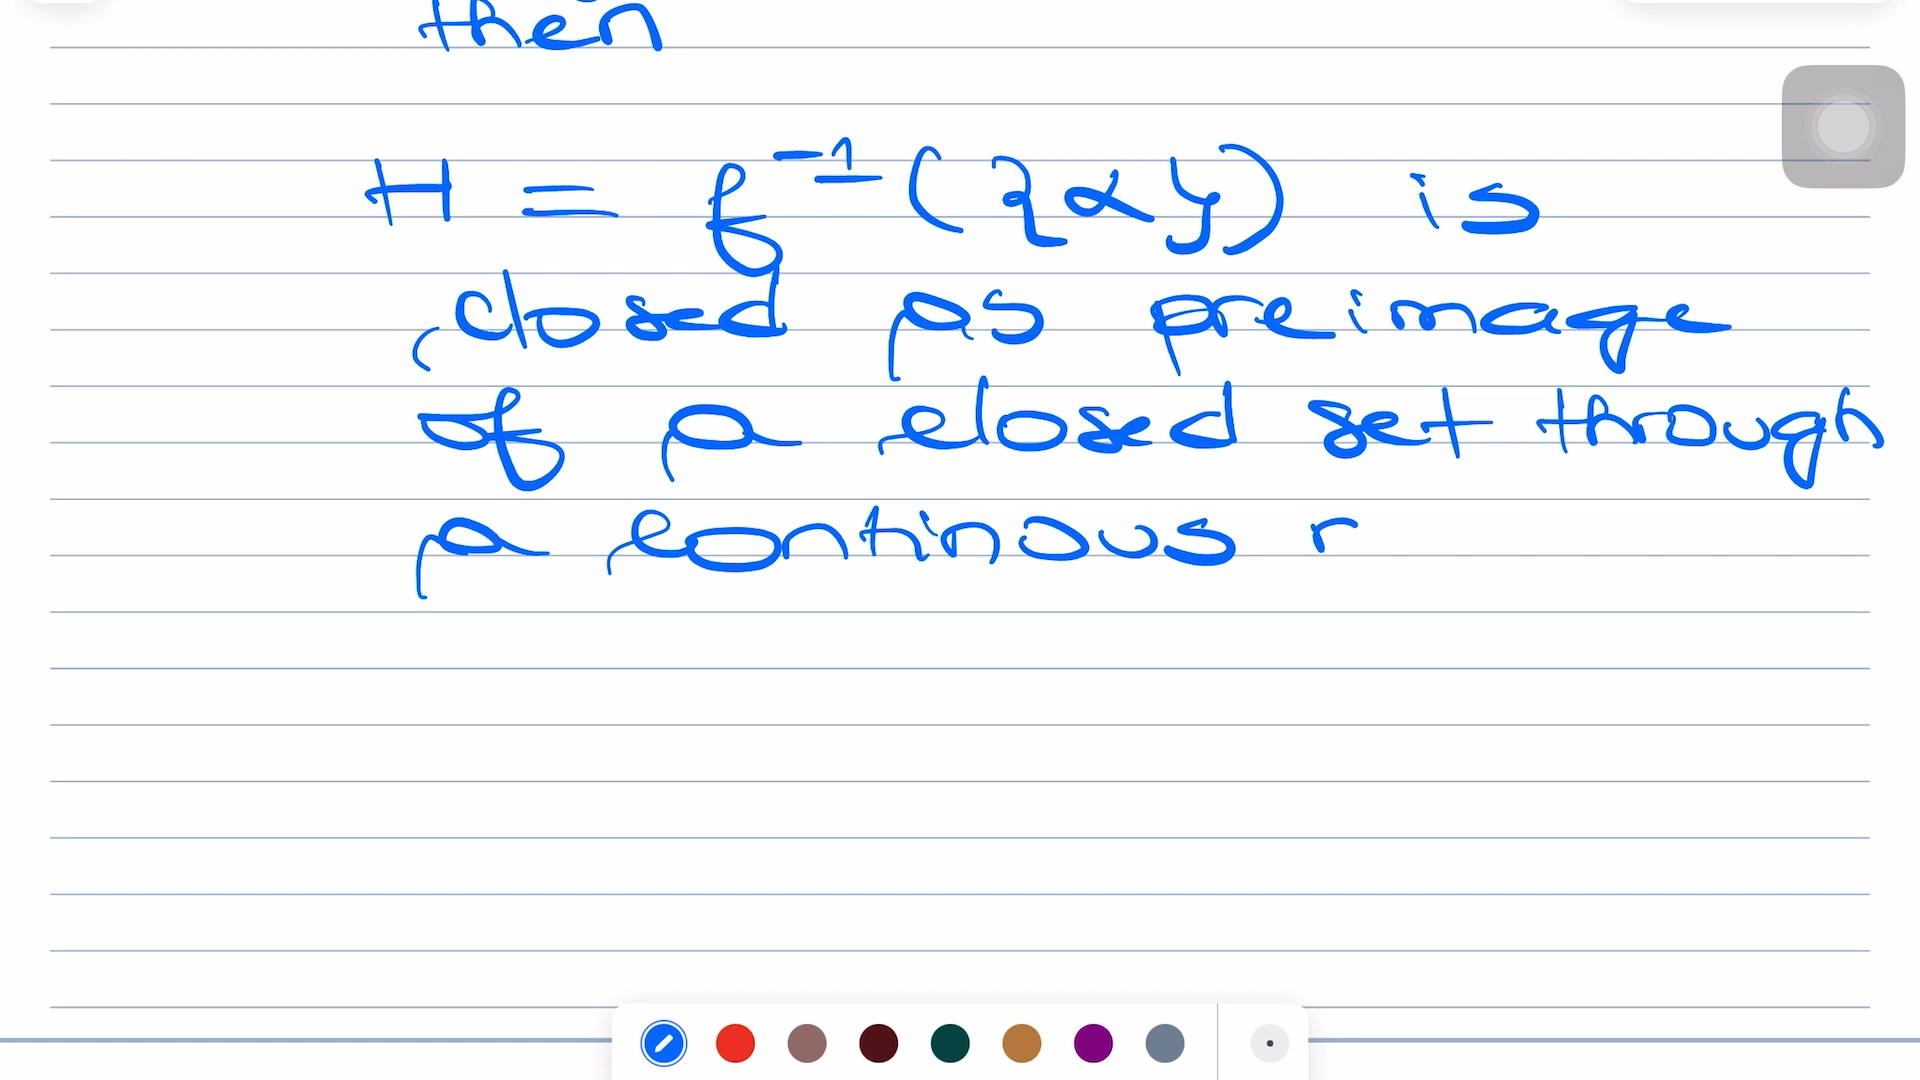 then
H = f⁻¹({α}) is
closed as preimage
of a closed set through
a continous